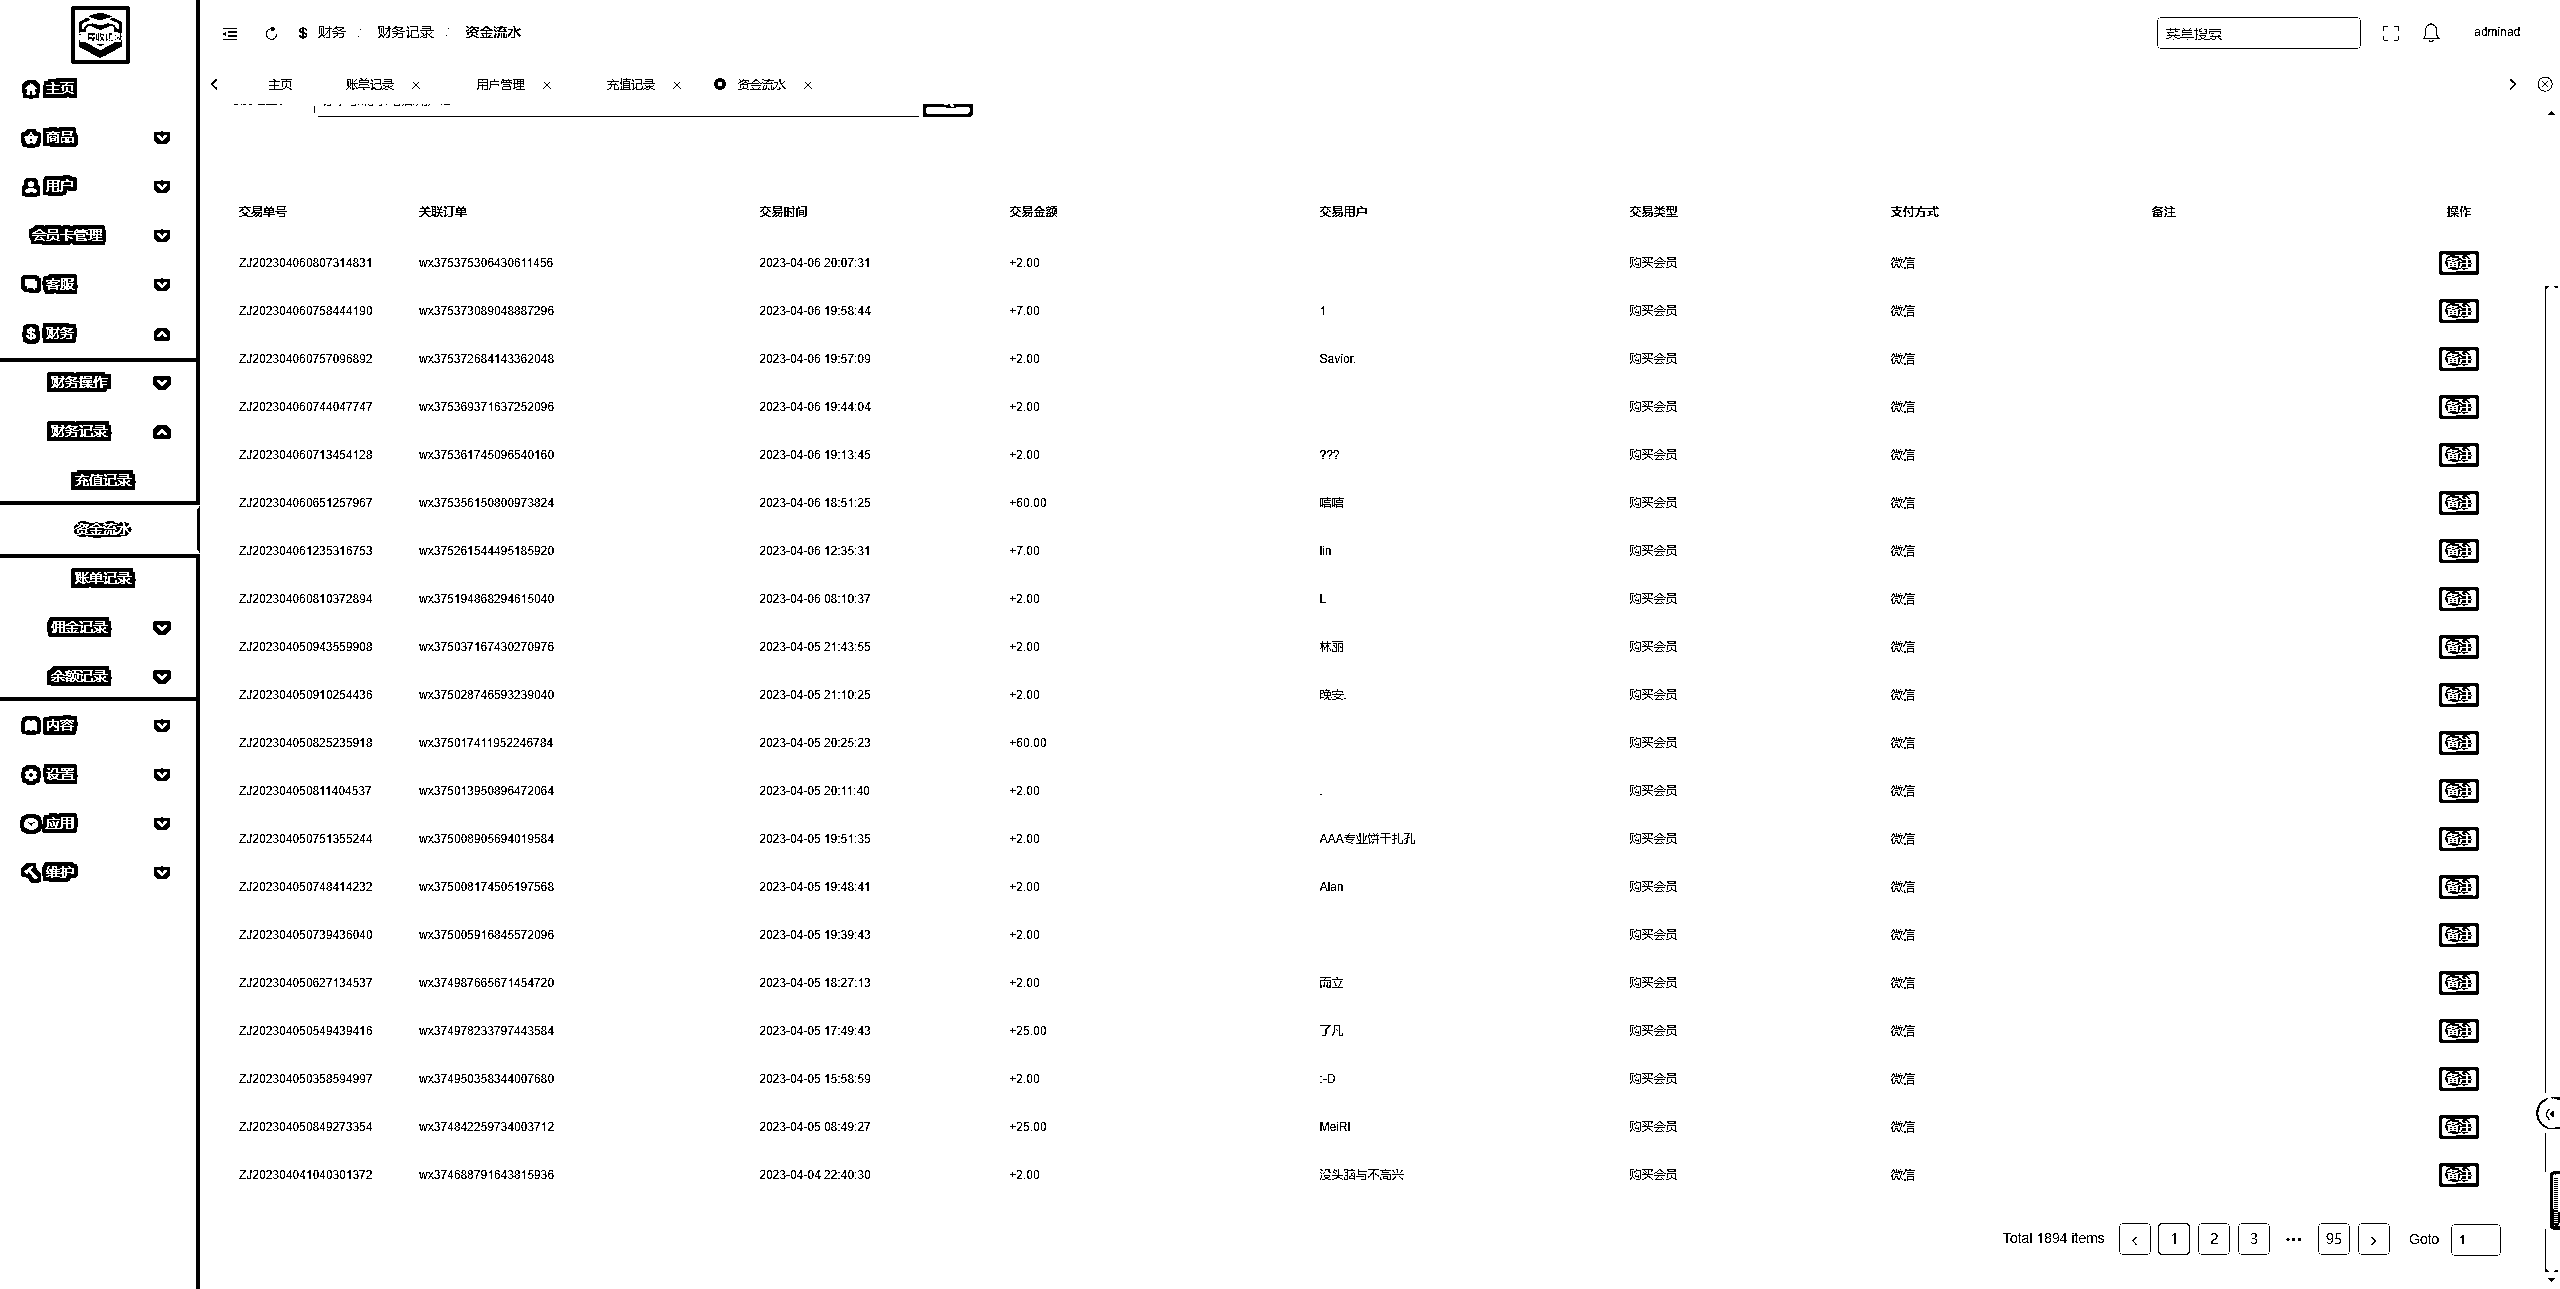 $ 财务 / 财务记录 / 资金流水
菜单搜索
adminad
主页 账单记录 × 用户管理 × 充值记录 × 资金流水 ×
主页
商品
用户
会员卡管理
客服
财务
财务操作
财务记录
充值记录
资金流水
账单记录
佣金记录
余额记录
内容
设置
应用
维护
交易单号 关联订单 交易时间 交易金额 交易用户 交易类型 支付方式 备注 操作
ZJ202304060807314831 wx375375306430611456 2023-04-06 20:07:31 +2.00 购买会员 微信 备注
ZJ202304060758444190 wx375373089048887296 2023-04-06 19:58:44 +7.00 1 购买会员 微信 备注
ZJ202304060757096892 wx375372684143362048 2023-04-06 19:57:09 +2.00 Savior. 购买会员 微信 备注
ZJ202304060744047747 wx375369371637252096 2023-04-06 19:44:04 +2.00 购买会员 微信 备注
ZJ202304060713454128 wx375361745096540160 2023-04-06 19:13:45 +2.00 ??? 购买会员 微信 备注
ZJ202304060651257967 wx375356150800973824 2023-04-06 18:51:25 +60.00 嘻嘻 购买会员 微信 备注
ZJ202304061235316753 wx375261544495185920 2023-04-06 12:35:31 +7.00 lin 购买会员 微信 备注
ZJ202304060810372894 wx375194868294615040 2023-04-06 08:10:37 +2.00 L 购买会员 微信 备注
ZJ202304050943559908 wx375037167430270976 2023-04-05 21:43:55 +2.00 林丽 购买会员 微信 备注
ZJ202304050910254436 wx375028746593239040 2023-04-05 21:10:25 +2.00 晚安. 购买会员 微信 备注
ZJ202304050825235918 wx375017411952246784 2023-04-05 20:25:23 +60.00 购买会员 微信 备注
ZJ202304050811404537 wx375013950896472064 2023-04-05 20:11:40 +2.00 . 购买会员 微信 备注
ZJ202304050751355244 wx375008905694019584 2023-04-05 19:51:35 +2.00 AAA专业饼干扎孔 购买会员 微信 备注
ZJ202304050748414232 wx375008174505197568 2023-04-05 19:48:41 +2.00 Alan 购买会员 微信 备注
ZJ202304050739436040 wx375005916845572096 2023-04-05 19:39:43 +2.00 购买会员 微信 备注
ZJ202304050627134537 wx374987665671454720 2023-04-05 18:27:13 +2.00 而立 购买会员 微信 备注
ZJ202304050549439416 wx374978233797443584 2023-04-05 17:49:43 +25.00 了凡 购买会员 微信 备注
ZJ202304050358594997 wx374950358344007680 2023-04-05 15:58:59 +2.00 :-D 购买会员 微信 备注
ZJ202304050849273354 wx374842259734003712 2023-04-05 08:49:27 +25.00 MeiRI 购买会员 微信 备注
ZJ202304041040301372 wx374688791643815936 2023-04-04 22:40:30 +2.00 没头脑与不高兴 购买会员 微信 备注
Total 1894 items ‹ 1 2 3 ••• 95 › Goto 1